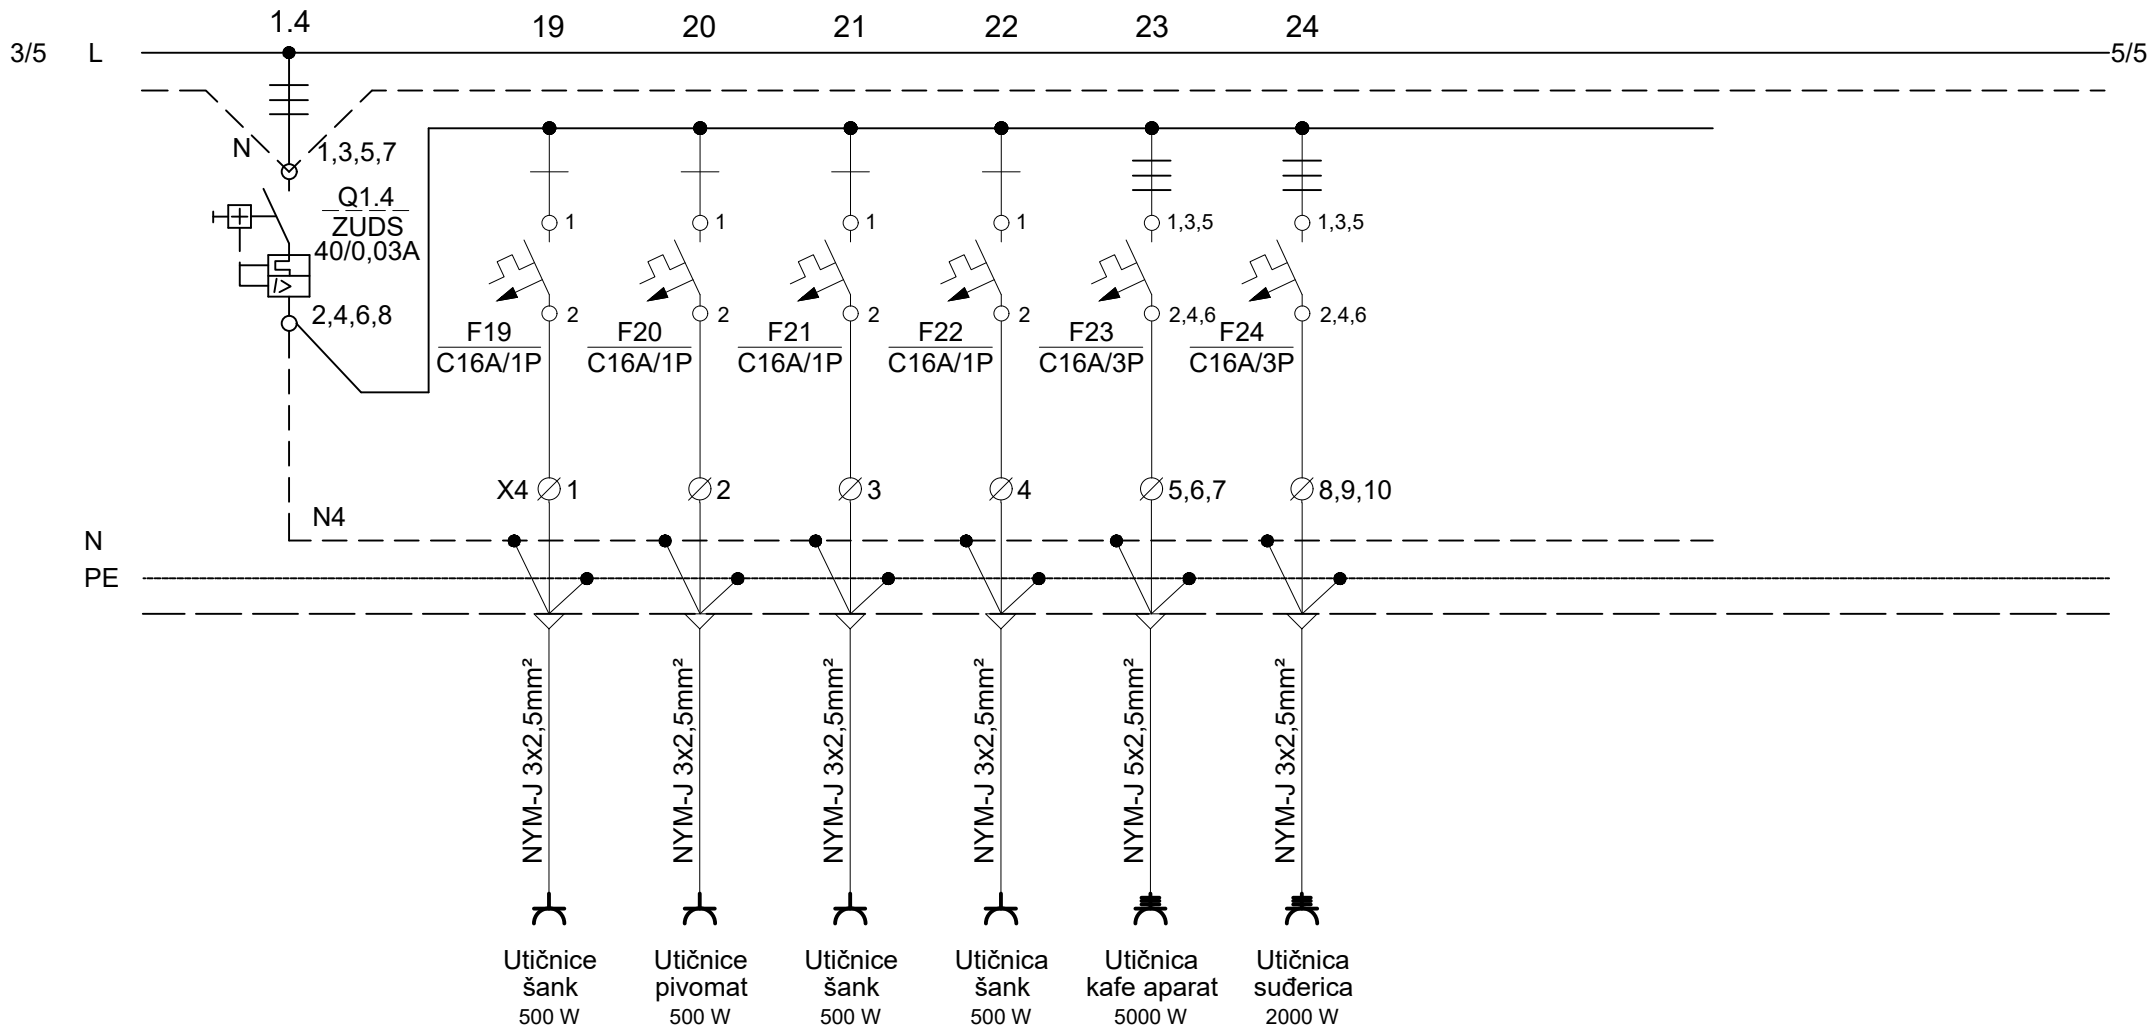 1.4 19 20 21 22 23 24
3/5 L 5/5
N 1,3,5,7
Q1.4
ZUDS
40/0,03A
2,4,6,8
1 1 1 1 1,3,5 1,3,5
2 2 2 2 2,4,6 2,4,6
F19 F20 F21 F22 F23 F24
C16A/1P C16A/1P C16A/1P C16A/1P C16A/3P C16A/3P
X4 1 2 3 4 5,6,7 8,9,10
N4
N
PE
NYM-J 3x2,5mm²
NYM-J 3x2,5mm²
NYM-J 3x2,5mm²
NYM-J 3x2,5mm²
NYM-J 5x2,5mm²
NYM-J 3x2,5mm²
Utičnice
šank
500 W
Utičnice
pivomat
500 W
Utičnice
šank
500 W
Utičnica
šank
500 W
Utičnica
kafe aparat
5000 W
Utičnica
suđerica
2000 W